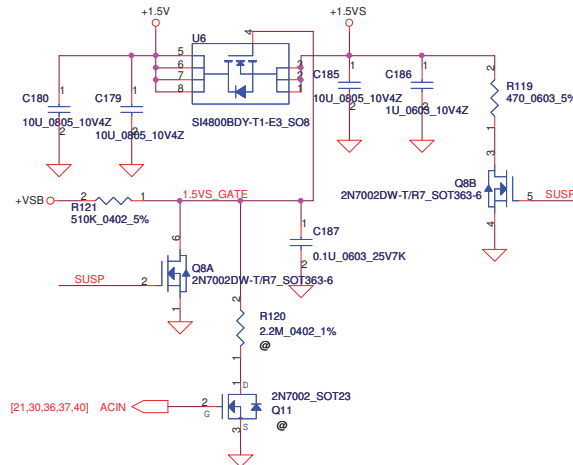 +1.5V
+1.5VS
U6
4
5
6
7
8
3
2
1
SI4800BDY-T1-E3_SO8
1
C180
2
10U_0805_10V4Z
1
C179
2
10U_0805_10V4Z
1
C185
2
10U_0805_10V4Z
1
C186
2
1U_0603_10V4Z
2
R119
470_0603_5%
1
3
Q8B
2N7002DW-T/R7_SOT363-6
5
SUSP
4
+VSB
2
1
1.5VS_GATE
R121
510K_0402_5%
6
Q8A
2N7002DW-T/R7_SOT363-6
SUSP
2
1
1
C187
2
0.1U_0603_25V7K
2
R120
2.2M_0402_1%
@
1
[21,30,36,37,40] ACIN
2
G
1
D
2N7002_SOT23
Q11
@
3
S